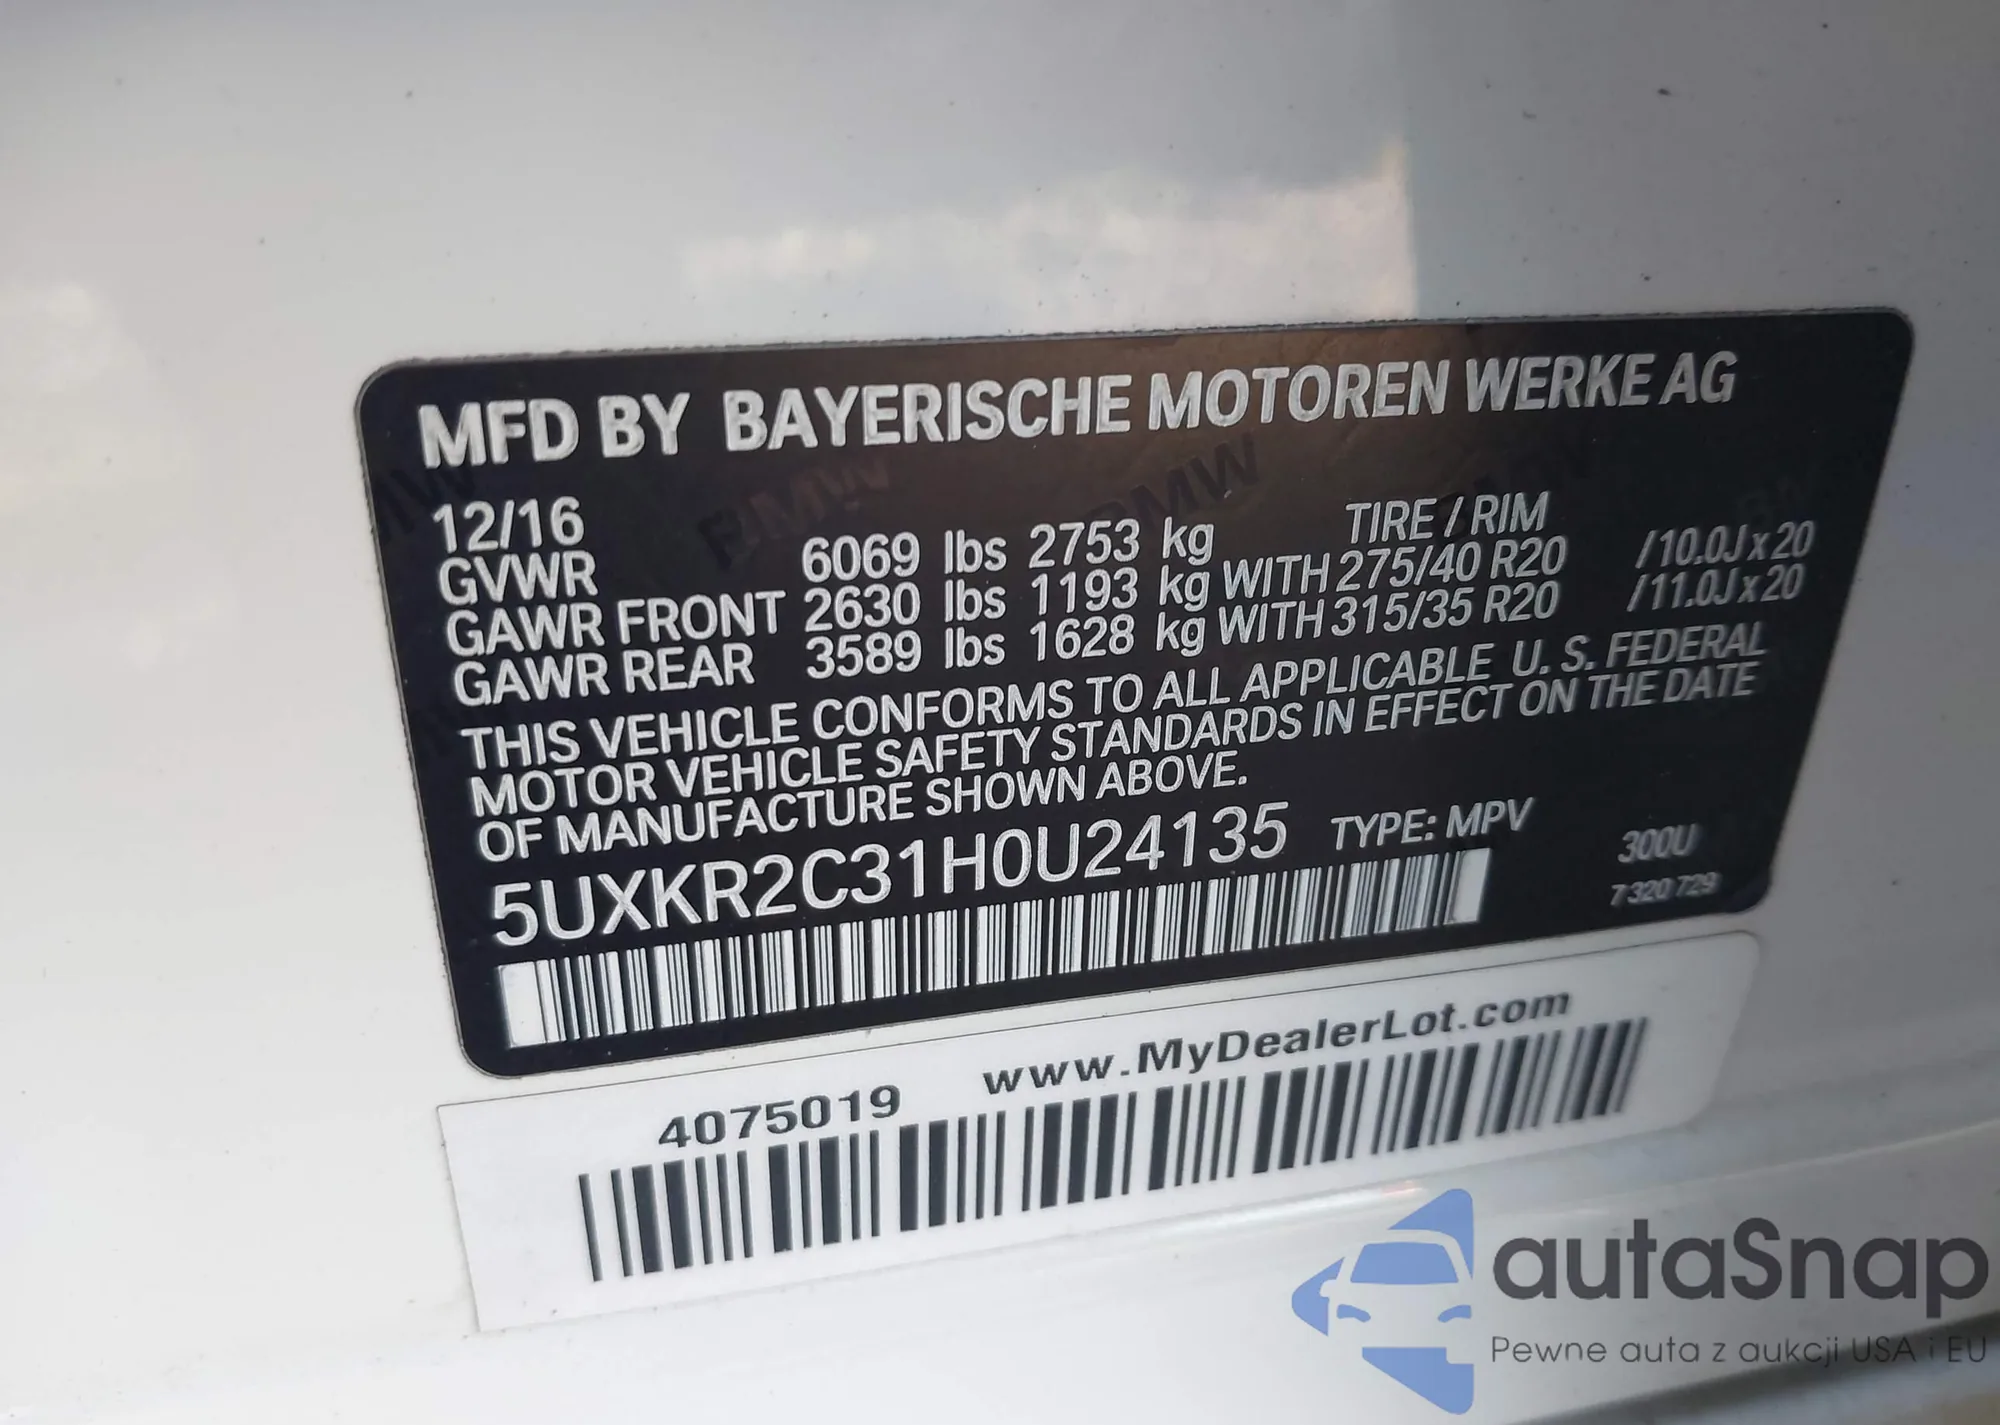 MFD BY BAYERISCHE MOTOREN WERKE AG
12/16 TIRE / RIM
GVWR 6069 lbs 2753 kg
GAWR FRONT 2630 lbs 1193 kg WITH 275/40 R20 /10.0J x 20
GAWR REAR 3589 lbs 1628 kg WITH 315/35 R20 /11.0J x 20
THIS VEHICLE CONFORMS TO ALL APPLICABLE U. S. FEDERAL
MOTOR VEHICLE SAFETY STANDARDS IN EFFECT ON THE DATE
OF MANUFACTURE SHOWN ABOVE.
5UXKR2C31H0U24135 TYPE: MPV 300U
7 320 729
4075019 www.MyDealerLot.com
autaSnap
Pewne auta z aukcji USA i EU